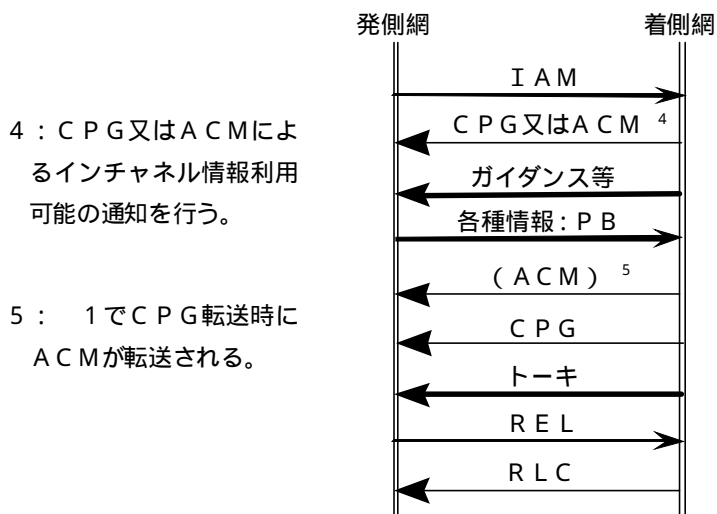 発側網 着側網
ＩＡＭ
ＣＰＧ又はＡＣＭ 4
ガイダンス等
各種情報：ＰＢ
（ＡＣＭ） 5
ＣＰＧ
トーキ
ＲＥＬ
ＲＬＣ
4：ＣＰＧ又はＡＣＭによ
るインチャネル情報利用
可能の通知を行う。
5： 1でＣＰＧ転送時に
ＡＣＭが転送される。